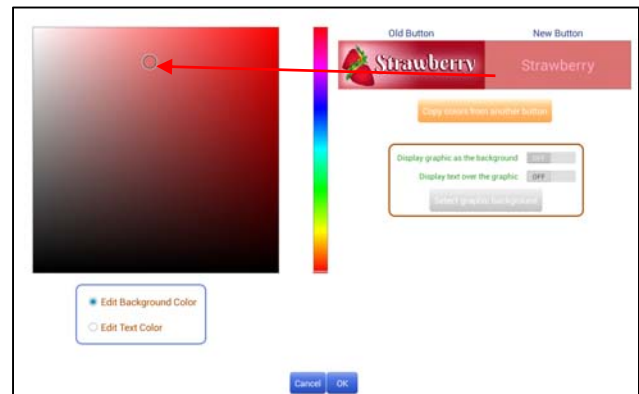 Old Button New Button
Strawberry Strawberry
Copy colors from another button
Display graphic as the background OFF
Display text over the graphic OFF
Select graphic background
Edit Background Color
Edit Text Color
Cancel OK